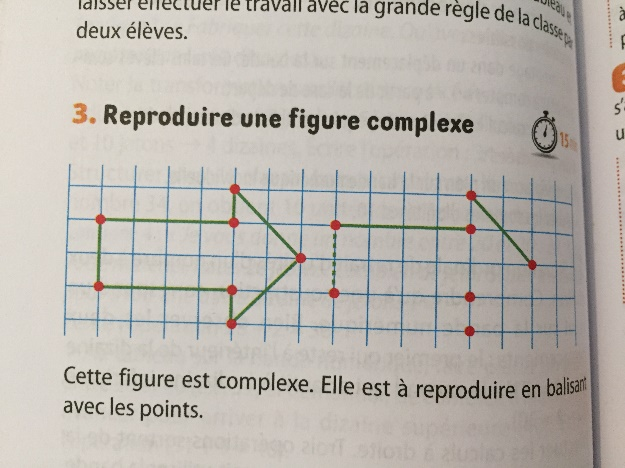 laisser effectuer le travail avec la grande règle de la classe
deux élèves.
3. Reproduire une figure complexe
15
Cette figure est complexe. Elle est à reproduire en balisant
avec les points.